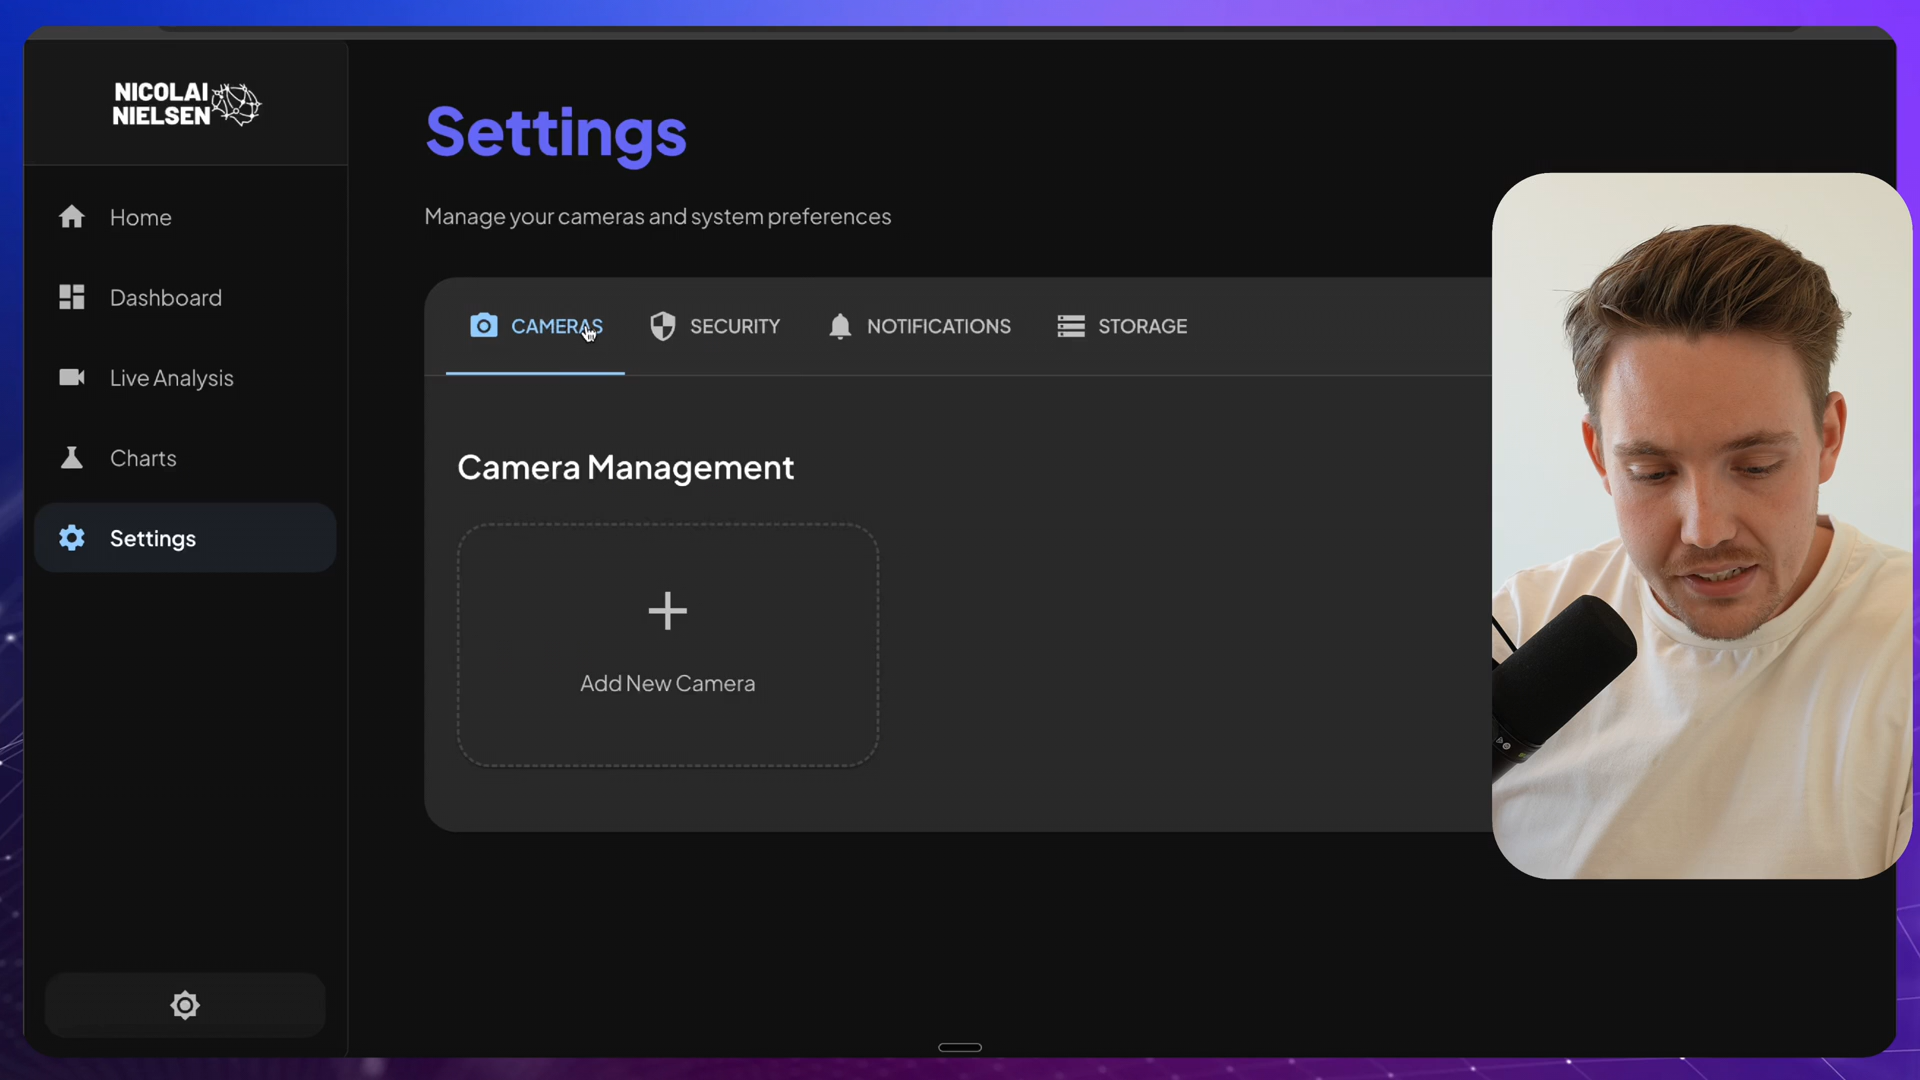 NICOLAI
NIELSEN
Home
Dashboard
Live Analysis
Charts
Settings
Settings
Manage your cameras and system preferences
CAMERAS
SECURITY
NOTIFICATIONS
STORAGE
Camera Management
Add New Camera